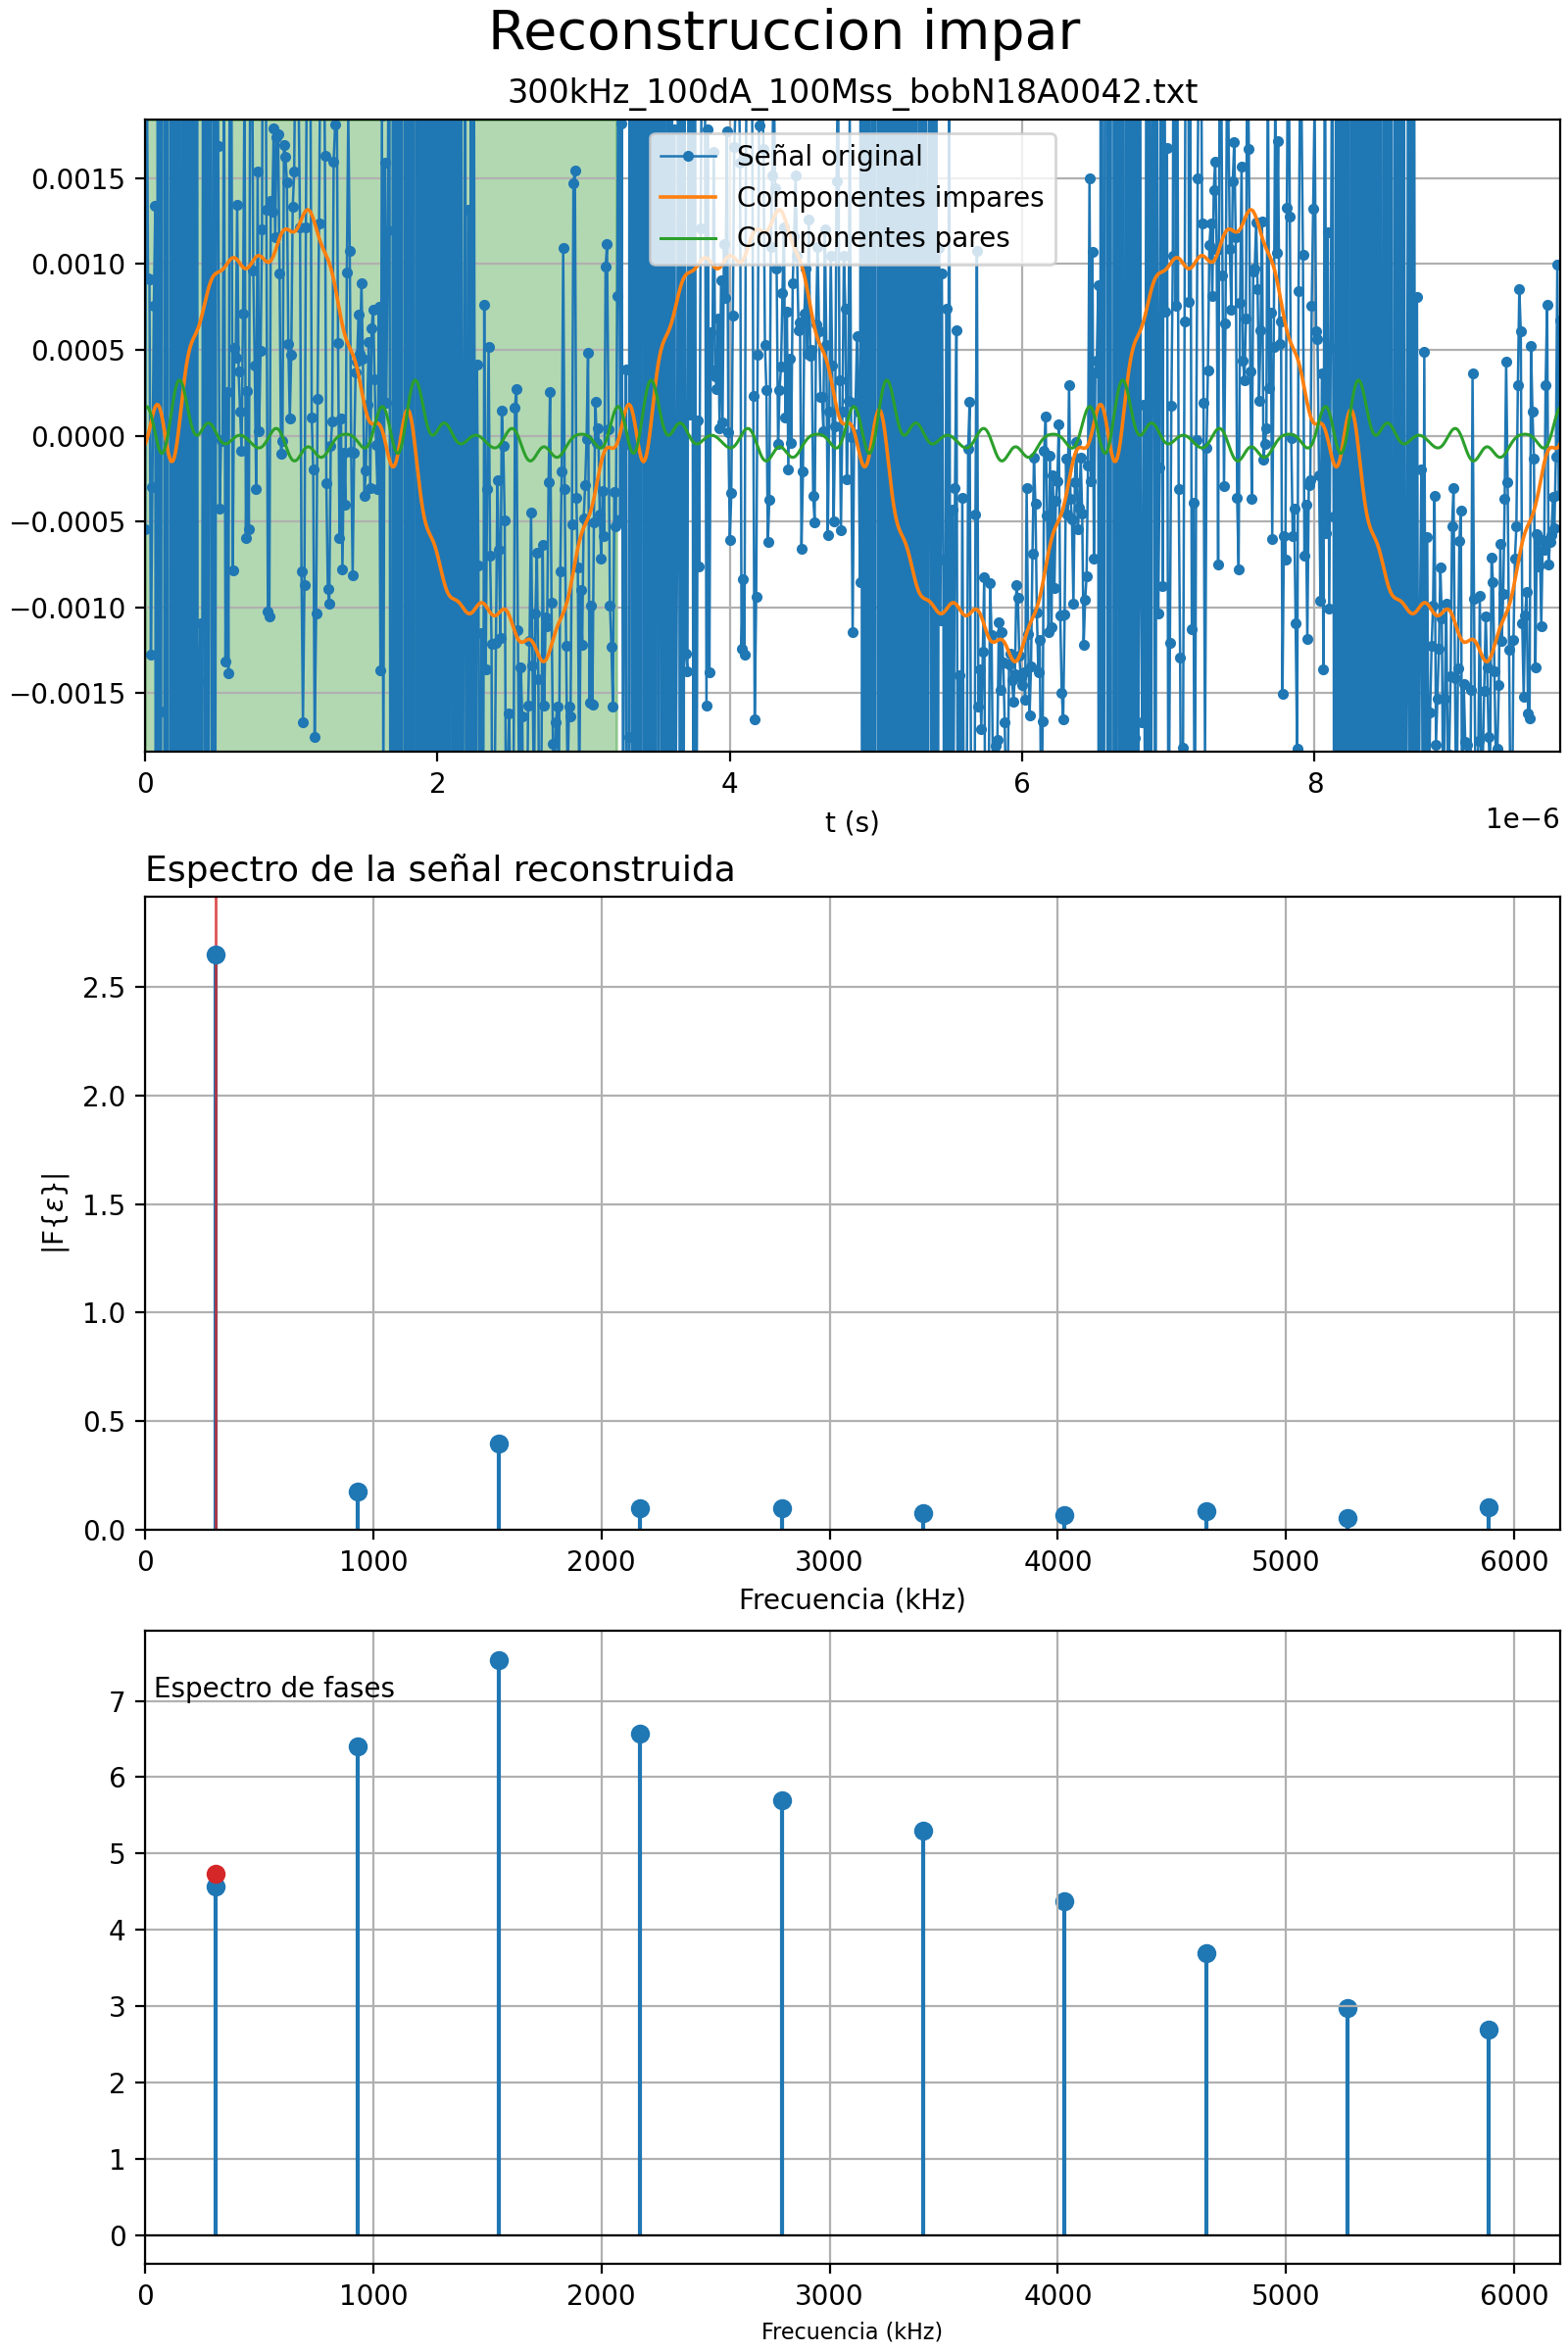 Reconstruccion impar
300kHz_100dA_100Mss_bobN18A0042.txt
Señal original
Componentes impares
Componentes pares
0.0015
0.0010
0.0005
0.0000
−0.0005
−0.0010
−0.0015
0 2 4 6 8
1e−6
t (s)
Espectro de la señal reconstruida
2.5
2.0
1.5
1.0
0.5
0.0
|F{ε}|
0 1000 2000 3000 4000 5000 6000
Frecuencia (kHz)
Espectro de fases
7
6
5
4
3
2
1
0
0 1000 2000 3000 4000 5000 6000
Frecuencia (kHz)